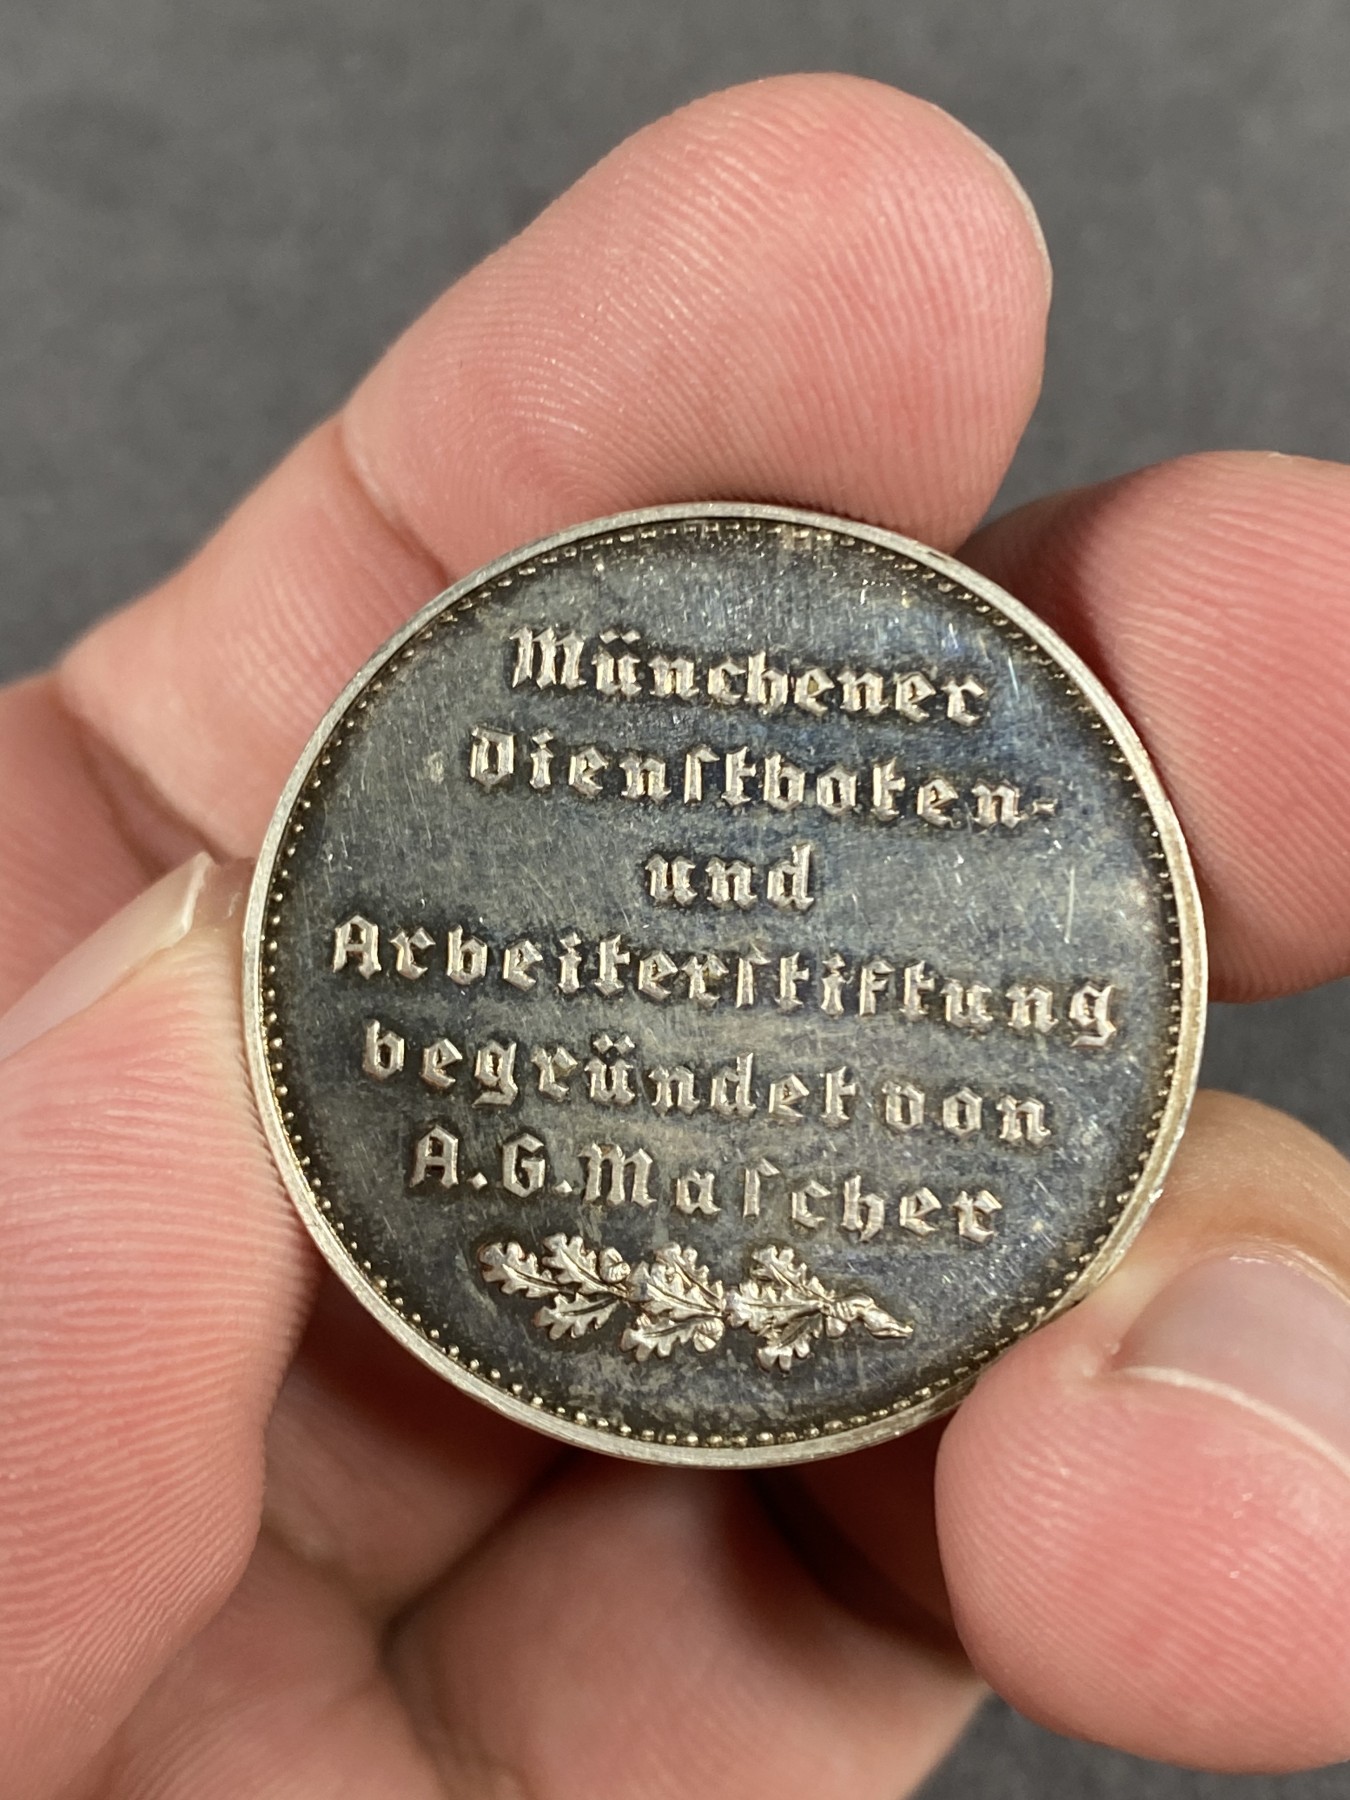 Münchener
Dienſtboten-
und
Arbeiterſtiftung
begründet von
A. G. Maſcher